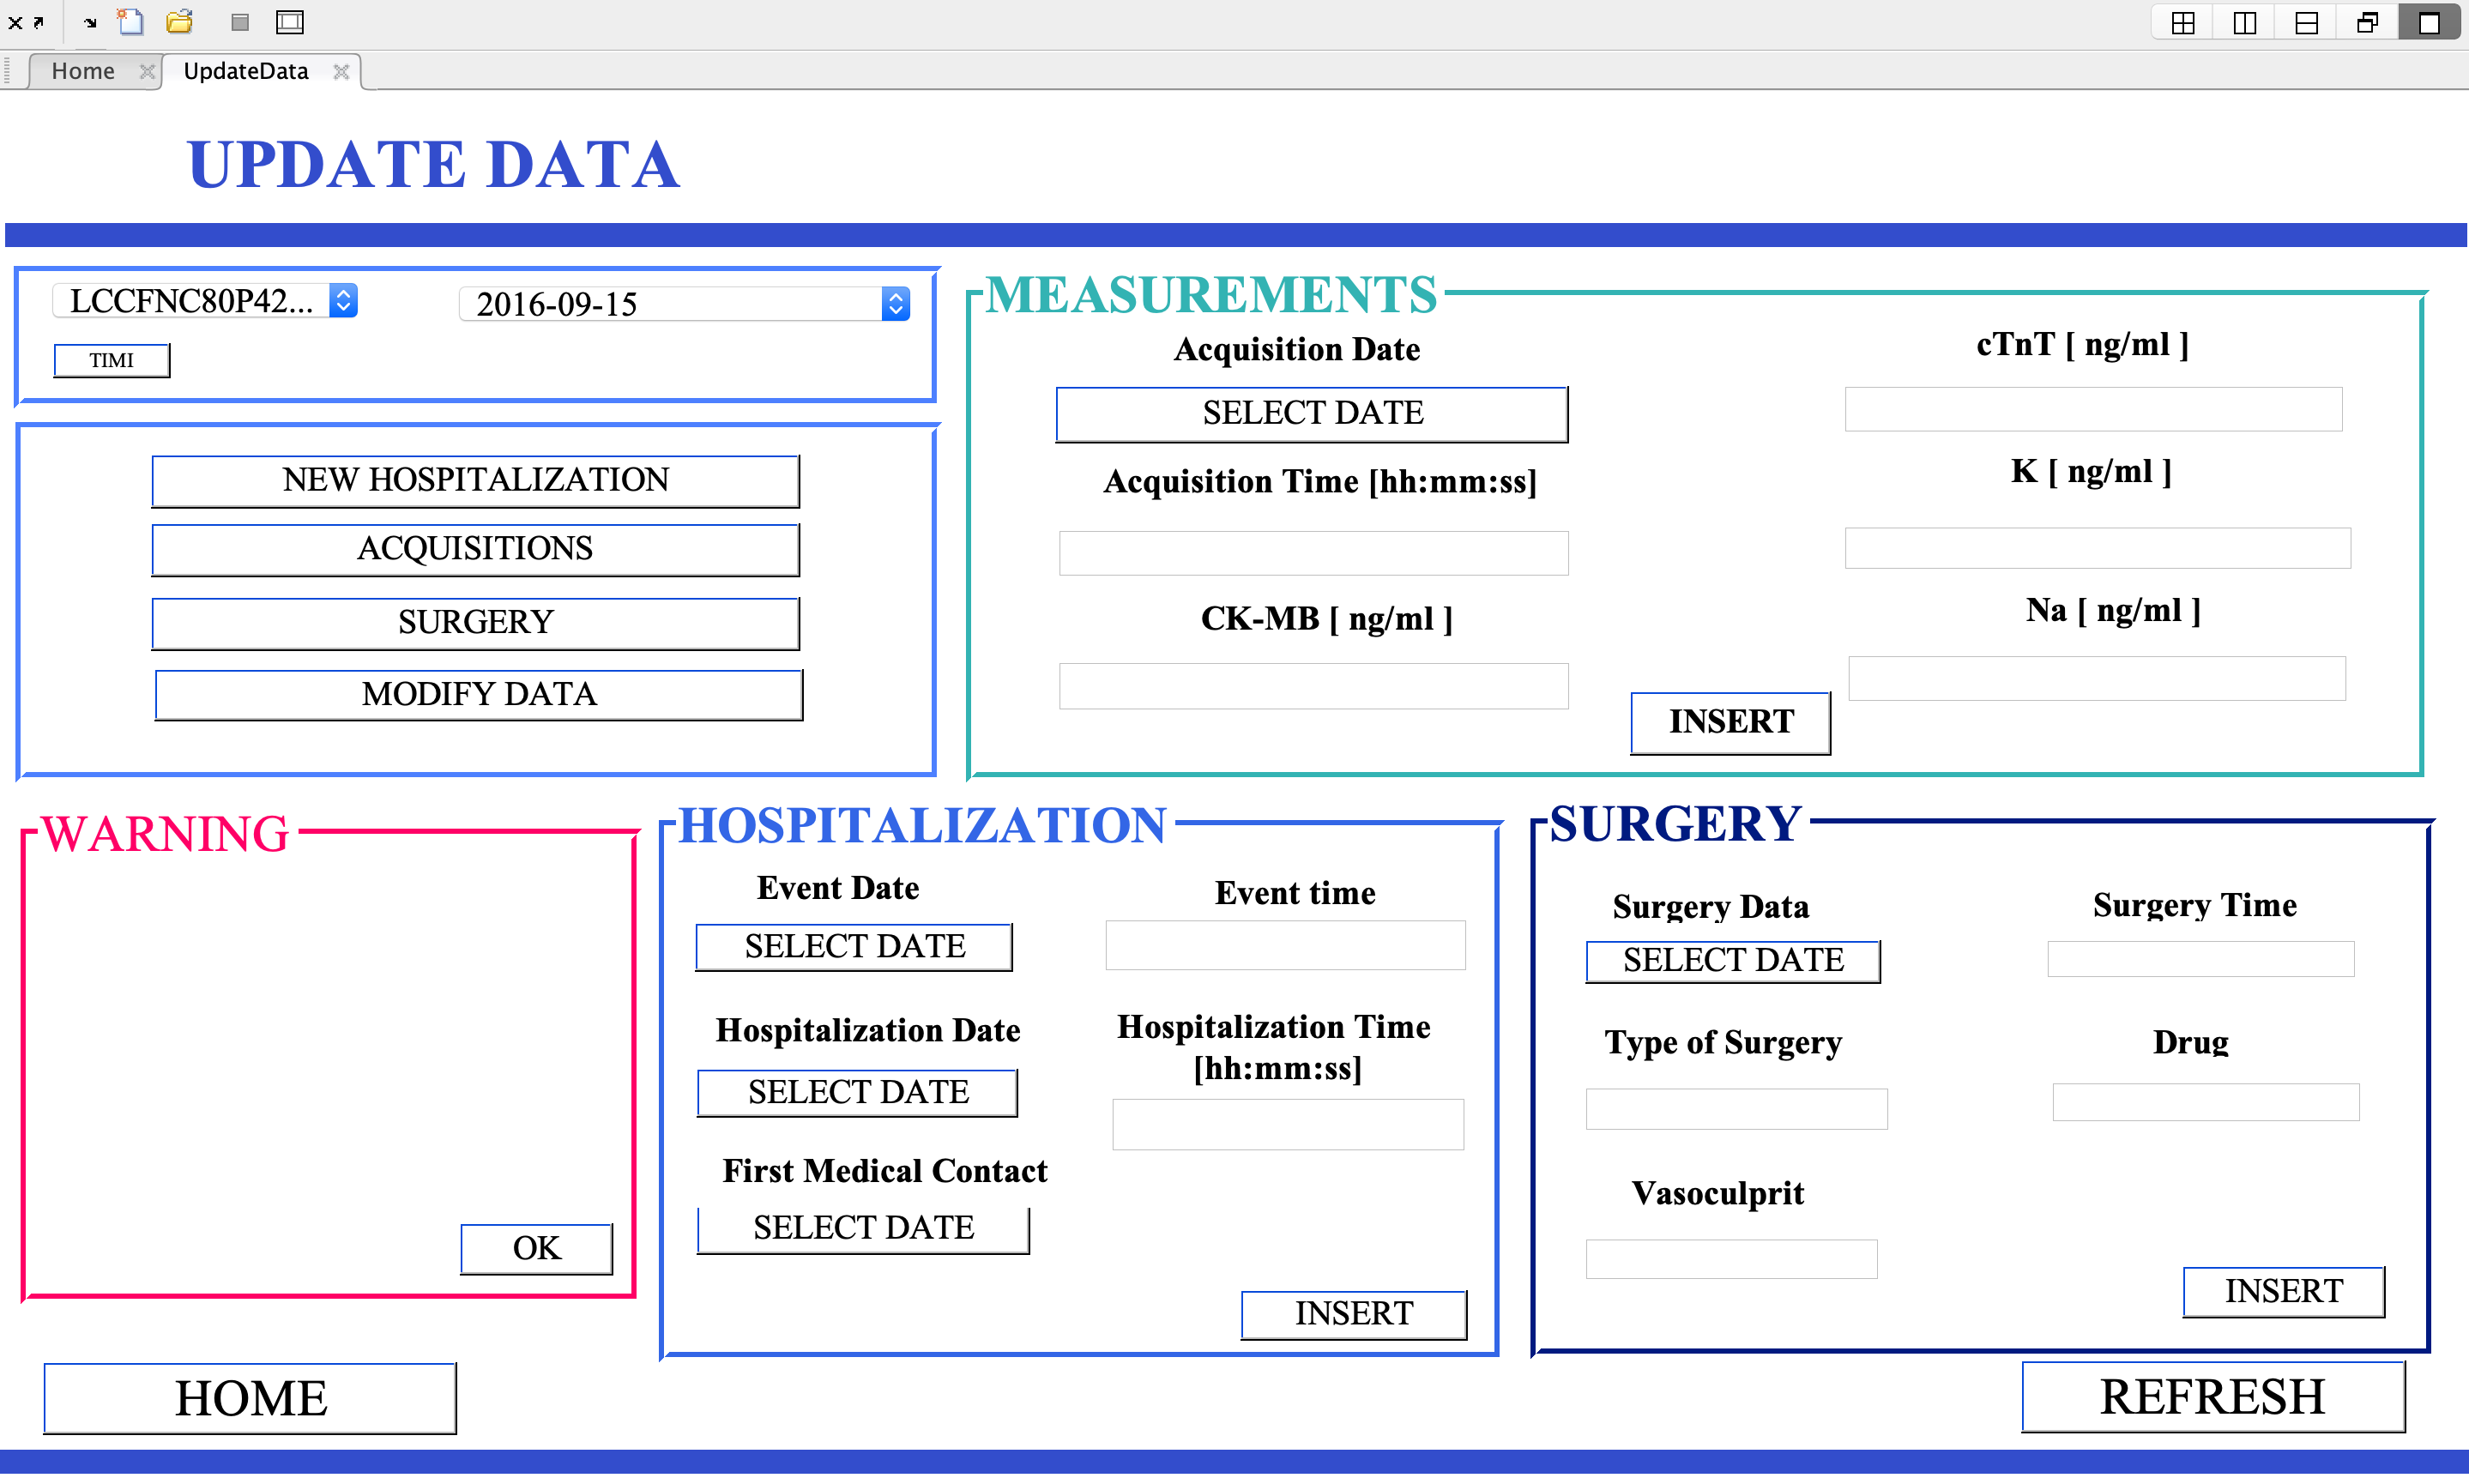 Home
UpdateData
UPDATE DATA
LCCFNC80P42...
2016-09-15
TIMI
NEW HOSPITALIZATION
ACQUISITIONS
SURGERY
MODIFY DATA
MEASUREMENTS
Acquisition Date
cTnT [ ng/ml ]
SELECT DATE
Acquisition Time [hh:mm:ss]
K [ ng/ml ]
CK-MB [ ng/ml ]
Na [ ng/ml ]
INSERT
WARNING
OK
HOSPITALIZATION
Event Date
Event time
SELECT DATE
Hospitalization Date
Hospitalization Time
[hh:mm:ss]
SELECT DATE
First Medical Contact
SELECT DATE
INSERT
SURGERY
Surgery Data
Surgery Time
SELECT DATE
Type of Surgery
Drug
Vasoculprit
INSERT
HOME
REFRESH